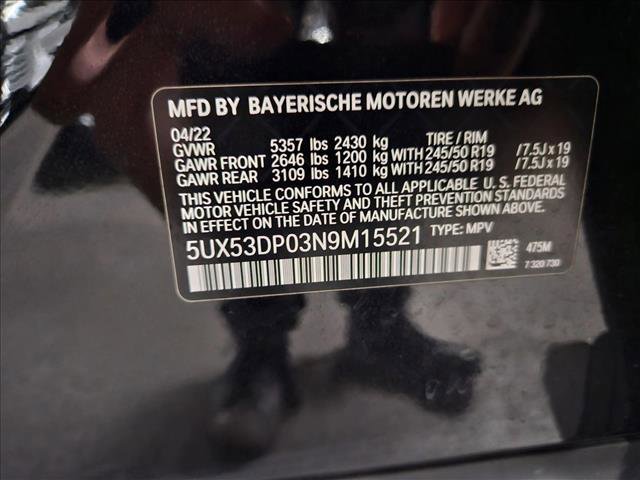 MFD BY BAYERISCHE MOTOREN WERKE AG
04/22
GVWR 5357 lbs 2430 kg TIRE / RIM
GAWR FRONT 2646 lbs 1200 kg WITH 245/50 R19 /7.5J x 19
GAWR REAR 3109 lbs 1410 kg WITH 245/50 R19 /7.5J x 19
THIS VEHICLE CONFORMS TO ALL APPLICABLE U. S. FEDERAL
MOTOR VEHICLE SAFETY AND THEFT PREVENTION STANDARDS
IN EFFECT ON THE DATE OF MANUFACTURE SHOWN ABOVE.
5UX53DP03N9M15521 TYPE: MPV
475M
7 320 730